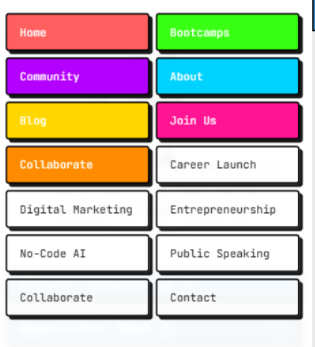 Home
Bootcamps
Community
About
Blog
Join Us
Collaborate
Career Launch
Digital Marketing
Entrepreneurship
No-Code AI
Public Speaking
Collaborate
Contact